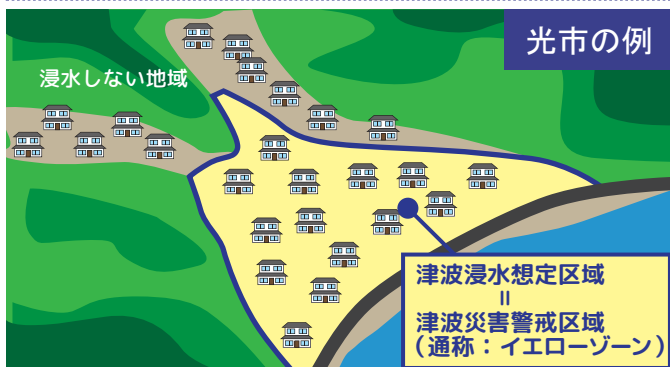 光市の例
浸水しない地域
津波浸水想定区域
＝
津波災害警戒区域
（通称：イエローゾーン）